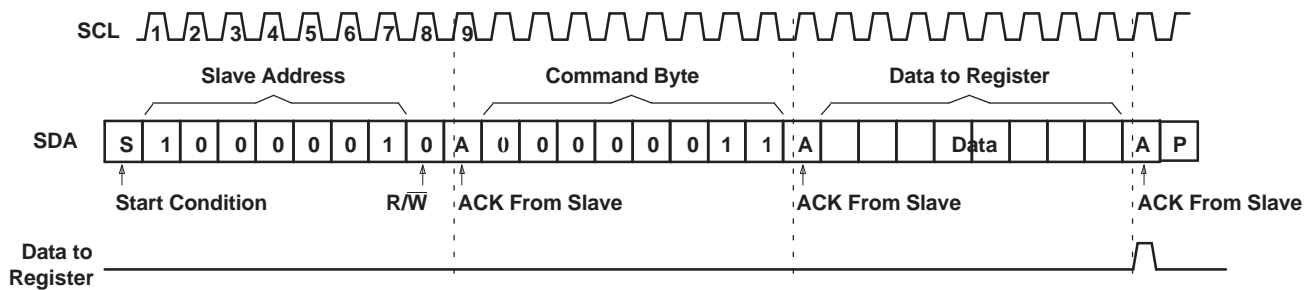 SCL 1 2 3 4 5 6 7 8 9
Slave Address Command Byte Data to Register
SDA S 1 0 0 0 0 0 1 0 A 0 0 0 0 0 0 1 1 A Data A P
Start Condition R/W̅ ACK From Slave ACK From Slave ACK From Slave
Data to
Register